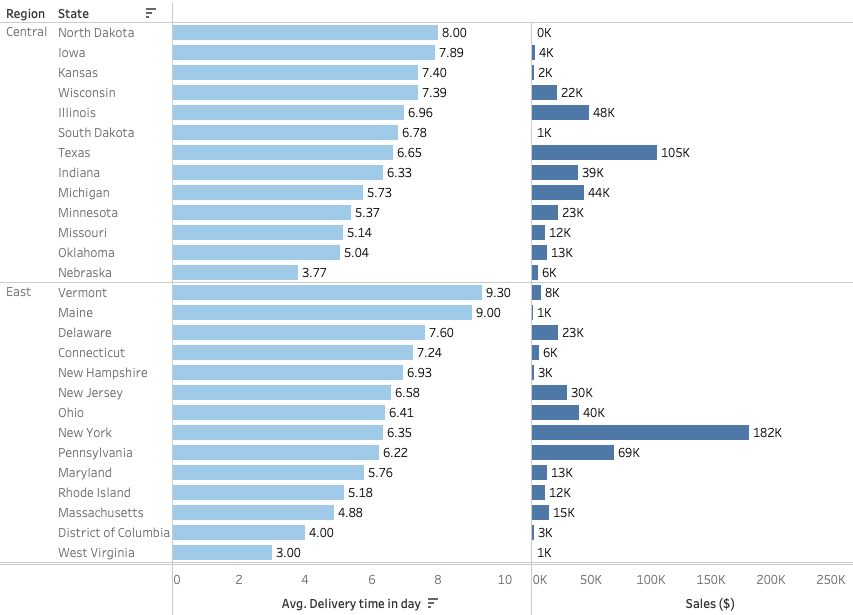 Region State
Central North Dakota 8.00 0K
Iowa 7.89 4K
Kansas 7.40 2K
Wisconsin 7.39 22K
Illinois 6.96 48K
South Dakota 6.78 1K
Texas 6.65 105K
Indiana 6.33 39K
Michigan 5.73 44K
Minnesota 5.37 23K
Missouri 5.14 12K
Oklahoma 5.04 13K
Nebraska 3.77 6K
East Vermont 9.30 8K
Maine 9.00 1K
Delaware 7.60 23K
Connecticut 7.24 6K
New Hampshire 6.93 3K
New Jersey 6.58 30K
Ohio 6.41 40K
New York 6.35 182K
Pennsylvania 6.22 69K
Maryland 5.76 13K
Rhode Island 5.18 12K
Massachusetts 4.88 15K
District of Columbia 4.00 3K
West Virginia 3.00 1K
0 2 4 6 8 10 0K 50K 100K 150K 200K 250K
Avg. Delivery time in day Sales ($)